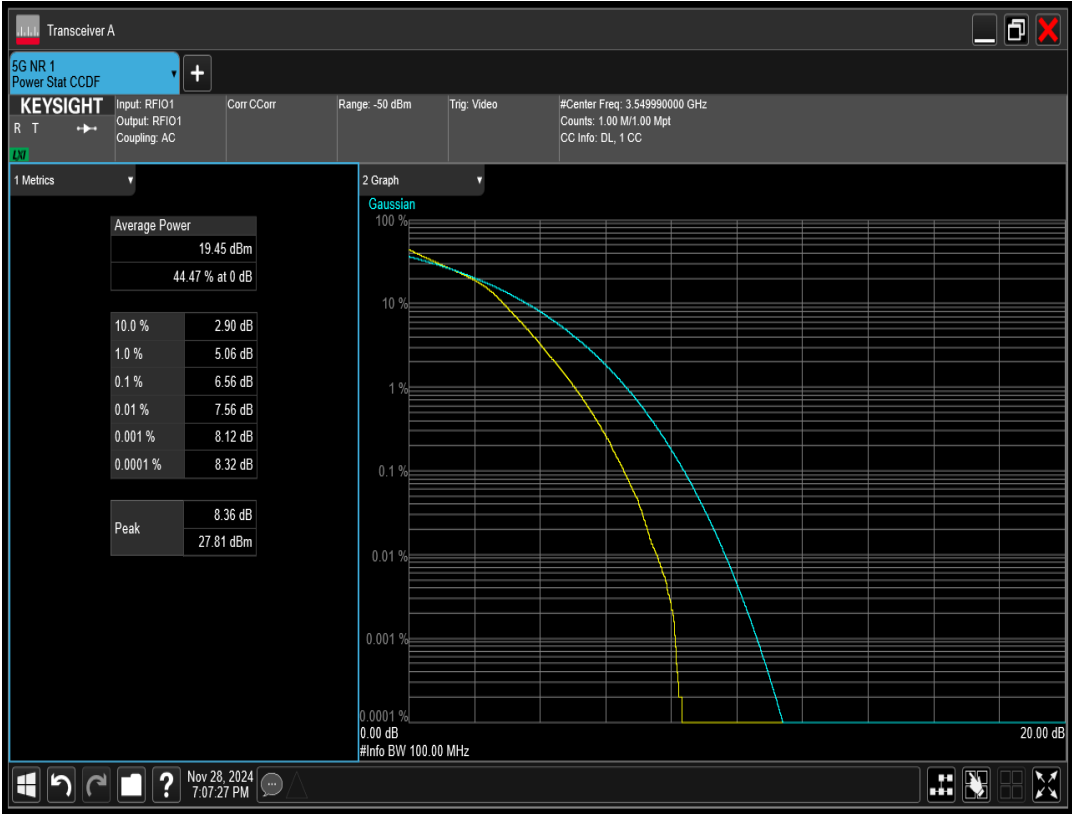 Transceiver A
5G NR 1
Power Stat CCDF
KEYSIGHT
R T
LXI
Input: RFIO1
Output: RFIO1
Coupling: AC
Corr CCorr
Range: -50 dBm
Trig: Video
#Center Freq: 3.549990000 GHz
Counts: 1.00 M/1.00 Mpt
CC Info: DL, 1 CC
1 Metrics
Average Power
19.45 dBm
44.47 % at 0 dB
10.0 % 2.90 dB
1.0 % 5.06 dB
0.1 % 6.56 dB
0.01 % 7.56 dB
0.001 % 8.12 dB
0.0001 % 8.32 dB
Peak
8.36 dB
27.81 dBm
2 Graph
Gaussian
100 %
10 %
1 %
0.1 %
0.01 %
0.001 %
0.0001 %
0.00 dB
20.00 dB
#Info BW 100.00 MHz
?
Nov 28, 2024
7:07:27 PM